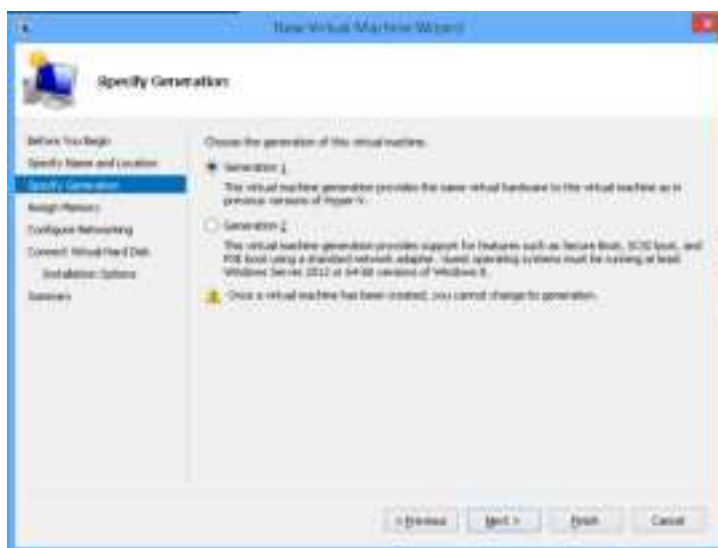 New Virtual Machine Wizard
Specify Generation
Before You Begin
Specify Name and Location
Specify Generation
Assign Memory
Configure Networking
Connect Virtual Hard Disk
Installation Options
Summary
Choose the generation of this virtual machine.
Generation 1
This virtual machine generation provides the same virtual hardware to the virtual machine as in
previous versions of Hyper-V.
Generation 2
This virtual machine generation provides support for features such as Secure Boot, SCSI boot, and
PXE boot using a standard network adapter. Guest operating systems must be running at least
Windows Server 2012 or 64-bit versions of Windows 8.
Once a virtual machine has been created, you cannot change its generation.
< Previous
Next >
Finish
Cancel